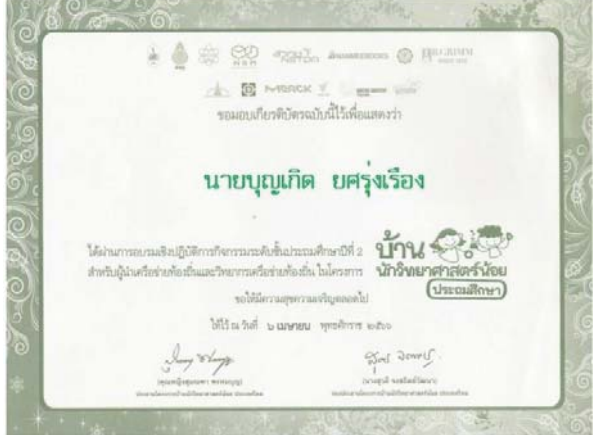 NSM
MERCK
ขอมอบเกียรติบัตรฉบับนี้ไว้เพื่อแสดงว่า
นายบุญเกิด ยศรุ่งเรือง
ได้ผ่านการอบรมเชิงปฏิบัติการกิจกรรมระดับชั้นประถมศึกษาปีที่ 2
สำหรับผู้นำเครือข่ายท้องถิ่นและวิทยากรเครือข่ายท้องถิ่น ในโครงการ
บ้าน
นักวิทยาศาสตร์น้อย
(ประถมศึกษา)
ขอให้มีความสุขความเจริญตลอดไป
ให้ไว้ ณ วันที่ ๖ เมษายน พุทธศักราช ๒๕๖๖